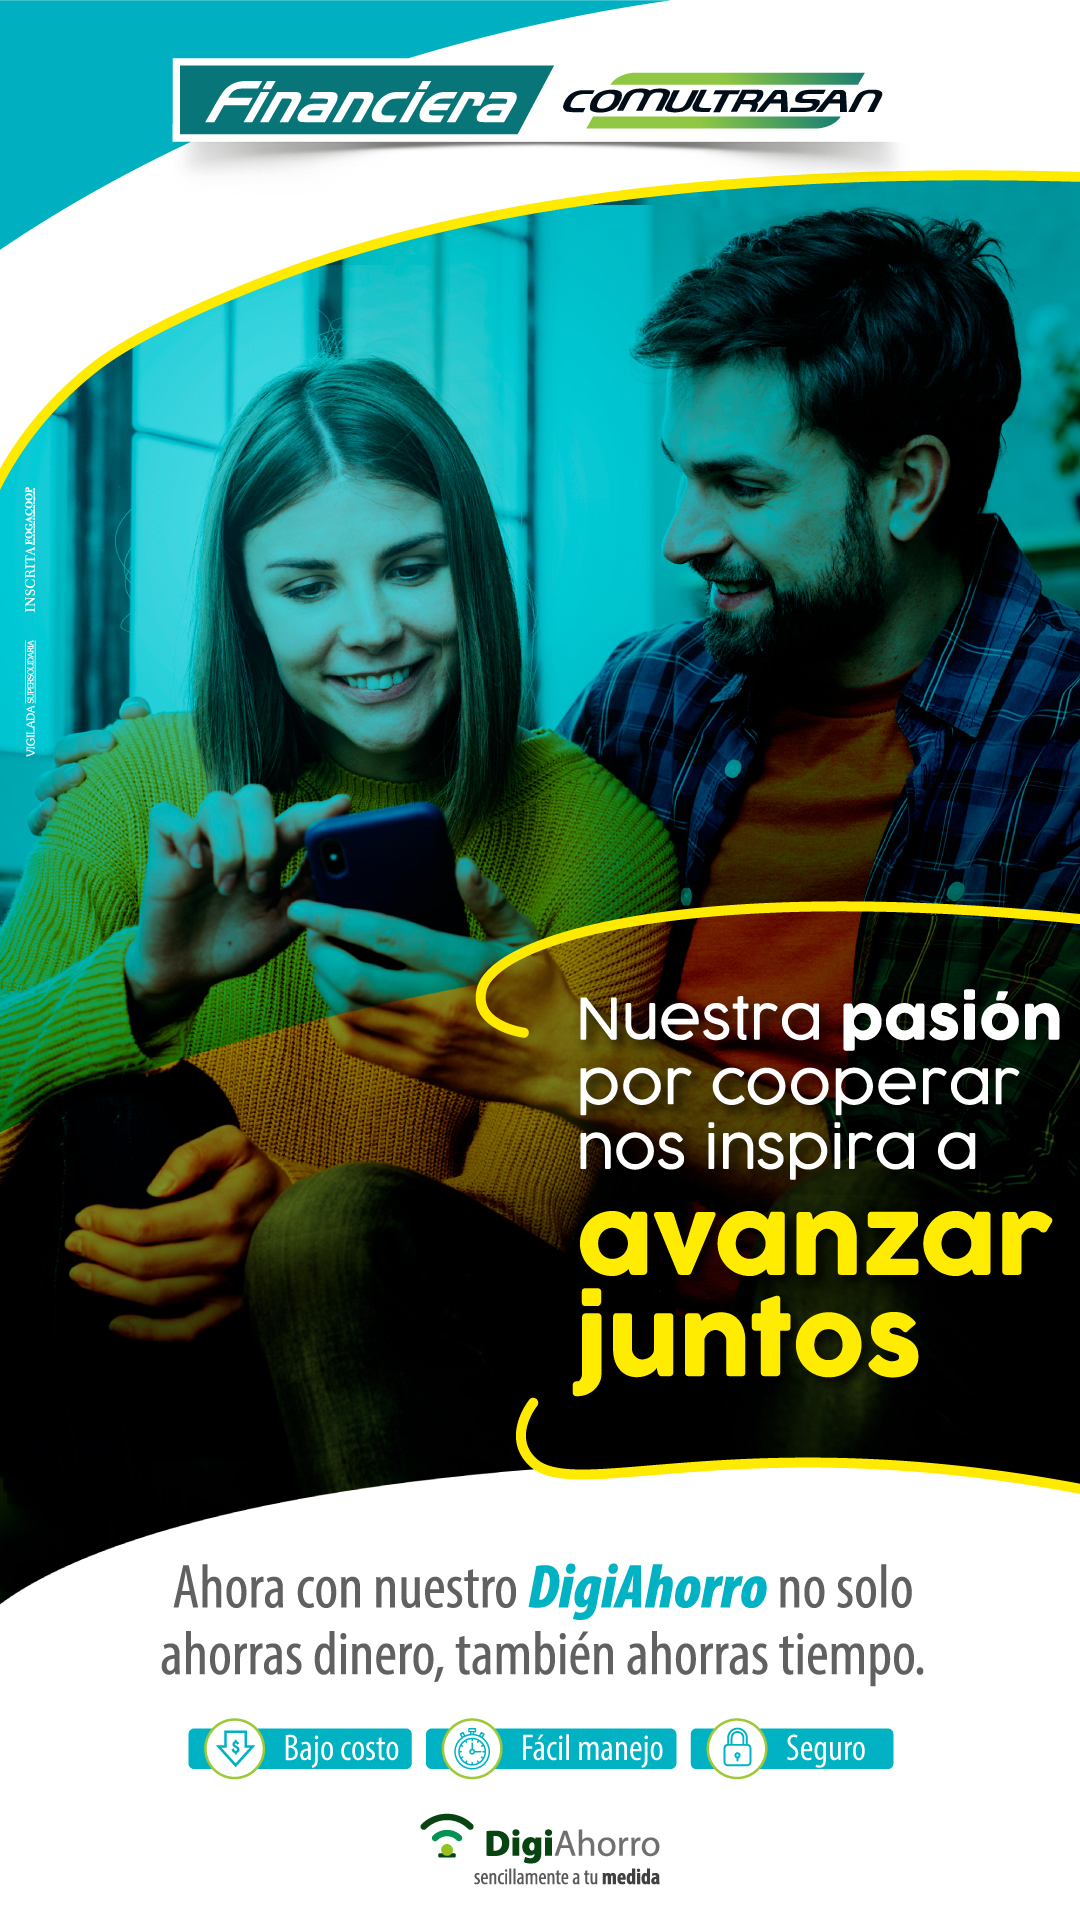 Financiera COMULTRASAN
INSCRITA FOGACOOP
VIGILADA SUPERSOLIDARIA
Nuestra pasión
por cooperar
nos inspira a
avanzar
juntos
Ahora con nuestro DigiAhorro no solo
ahorras dinero, también ahorras tiempo.
$ Bajo costo Fácil manejo Seguro
DigiAhorro
sencillamente a tu medida